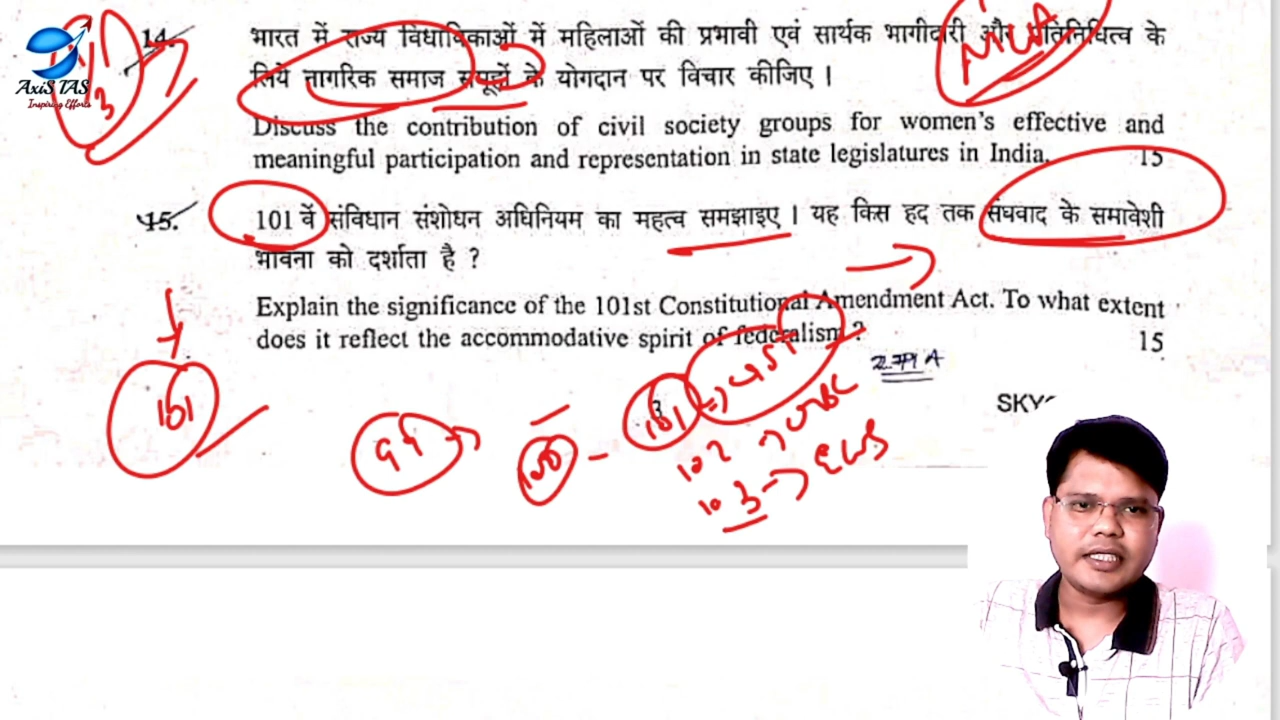 AxiS TAS
Inspiring Efforts
14.
भारत में राज्य विधायिकाओं में महिलाओं की प्रभावी एवं सार्थक भागीदारी और प्रतिनिधित्व के
लिये नागरिक समाज समूहों के योगदान पर विचार कीजिए ।
Discuss the contribution of civil society groups for women's effective and
meaningful participation and representation in state legislatures in India.
15
15.
101 वें संविधान संशोधन अधिनियम का महत्व समझाइए । यह किस हद तक संघवाद के समावेशी
भावना को दर्शाता है ?
Explain the significance of the 101st Constitutional Amendment Act. To what extent
does it reflect the accommodative spirit of federalism ?
15
3
101
101
102
103
EWS